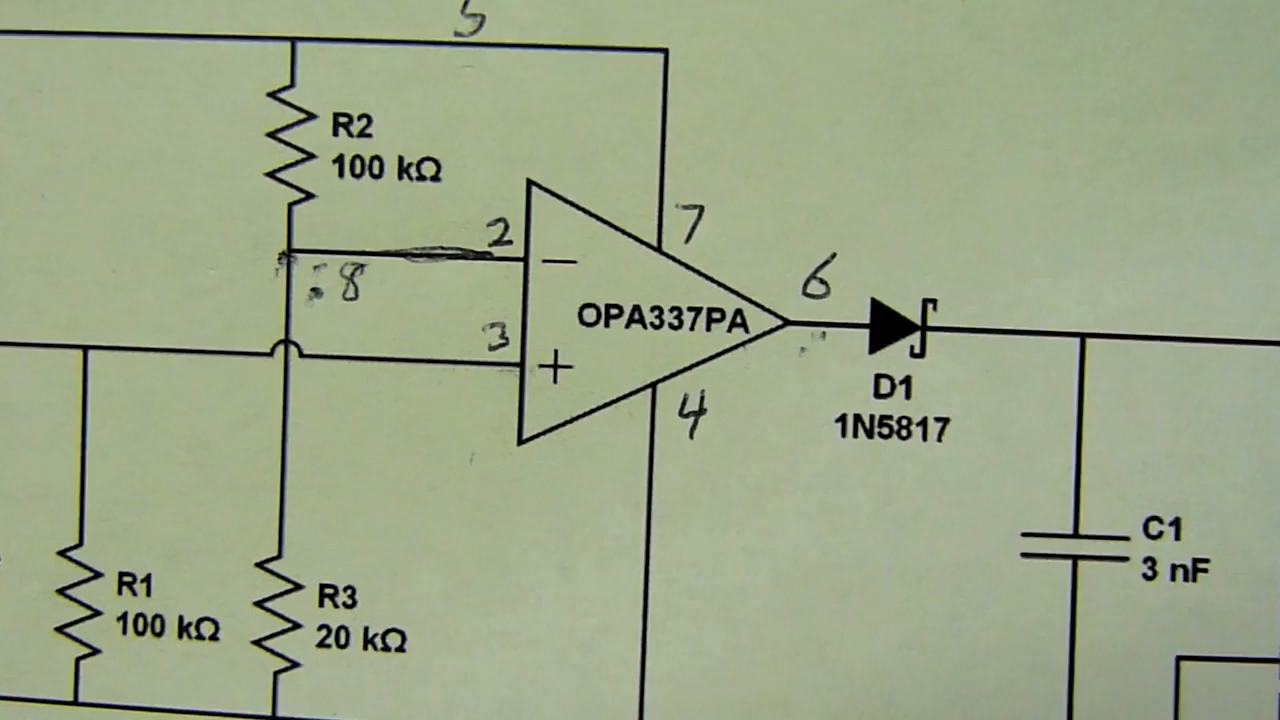 5
R2
100 kΩ
2
7
:8
6
3
−
OPA337PA
+
4
D1
1N5817
C1
3 nF
R1
100 kΩ
R3
20 kΩ